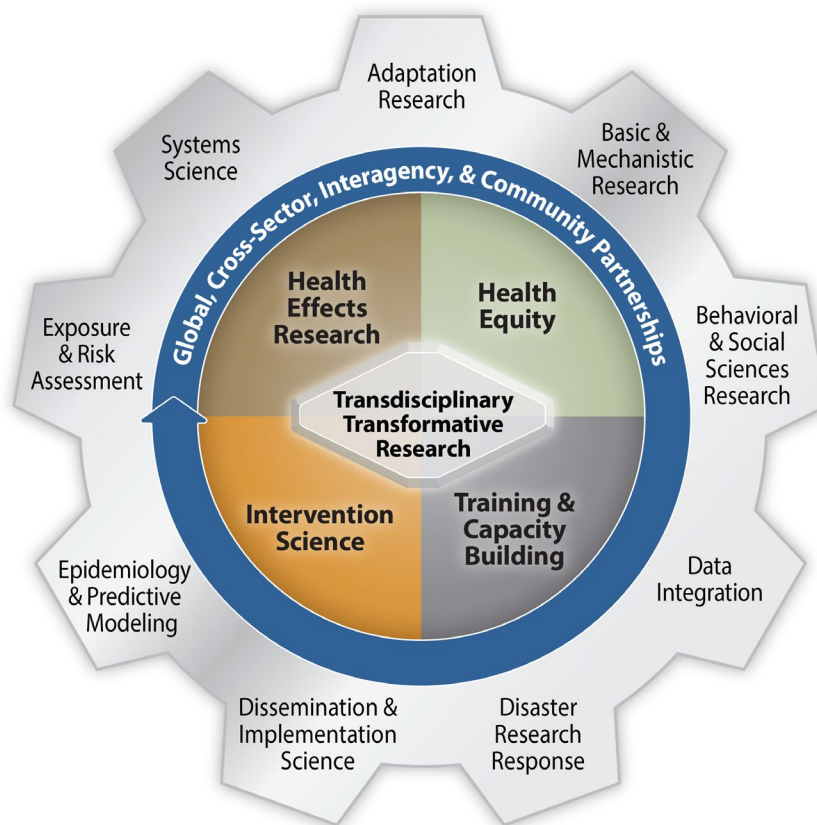 Adaptation
Research
Basic &
Mechanistic
Research
Behavioral
& Social
Sciences
Research
Data
Integration
Disaster
Research
Response
Dissemination &
Implementation
Science
Epidemiology
& Predictive
Modeling
Exposure
& Risk
Assessment
Systems
Science
Global, Cross-Sector, Interagency, & Community Partnerships
Health
Effects
Research
Health
Equity
Transdisciplinary
Transformative
Research
Intervention
Science
Training &
Capacity
Building